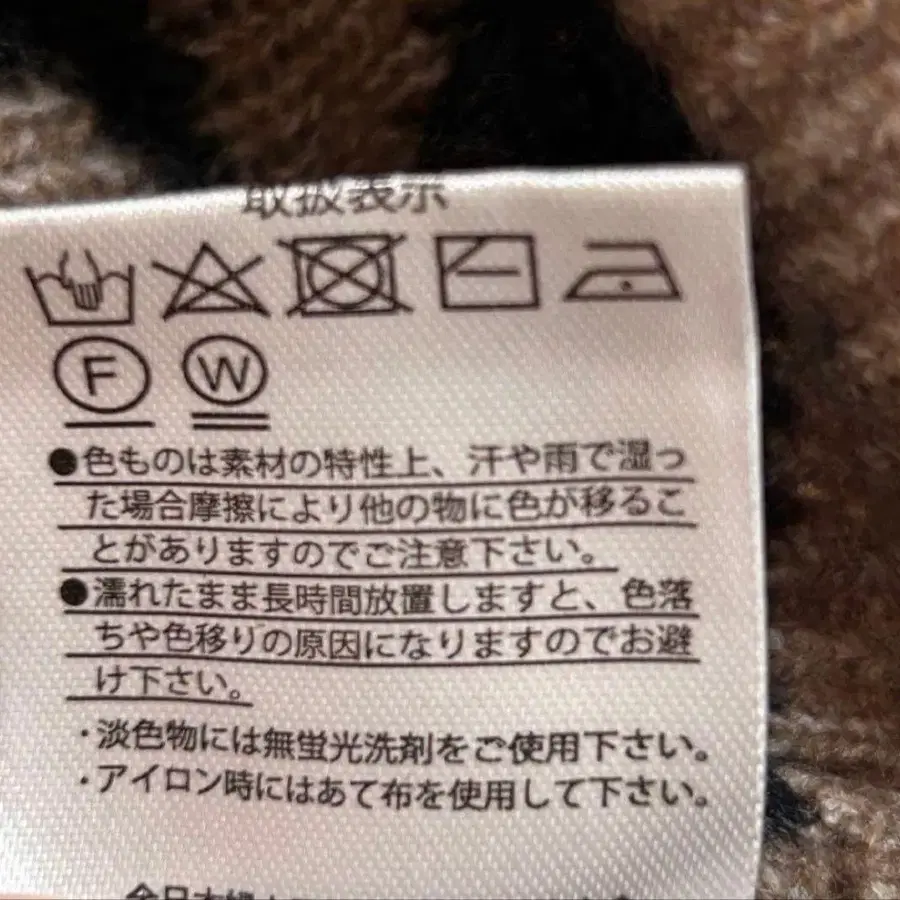 取扱表示
F W
●色ものは素材の特性上、汗や雨で湿っ
た場合摩擦により他の物に色が移るこ
とがありますのでご注意下さい。
●濡れたまま長時間放置しますと、色落
ちや色移りの原因になりますのでお避
け下さい。
・淡色物には無蛍光洗剤をご使用下さい。
・アイロン時にはあて布を使用して下さい。